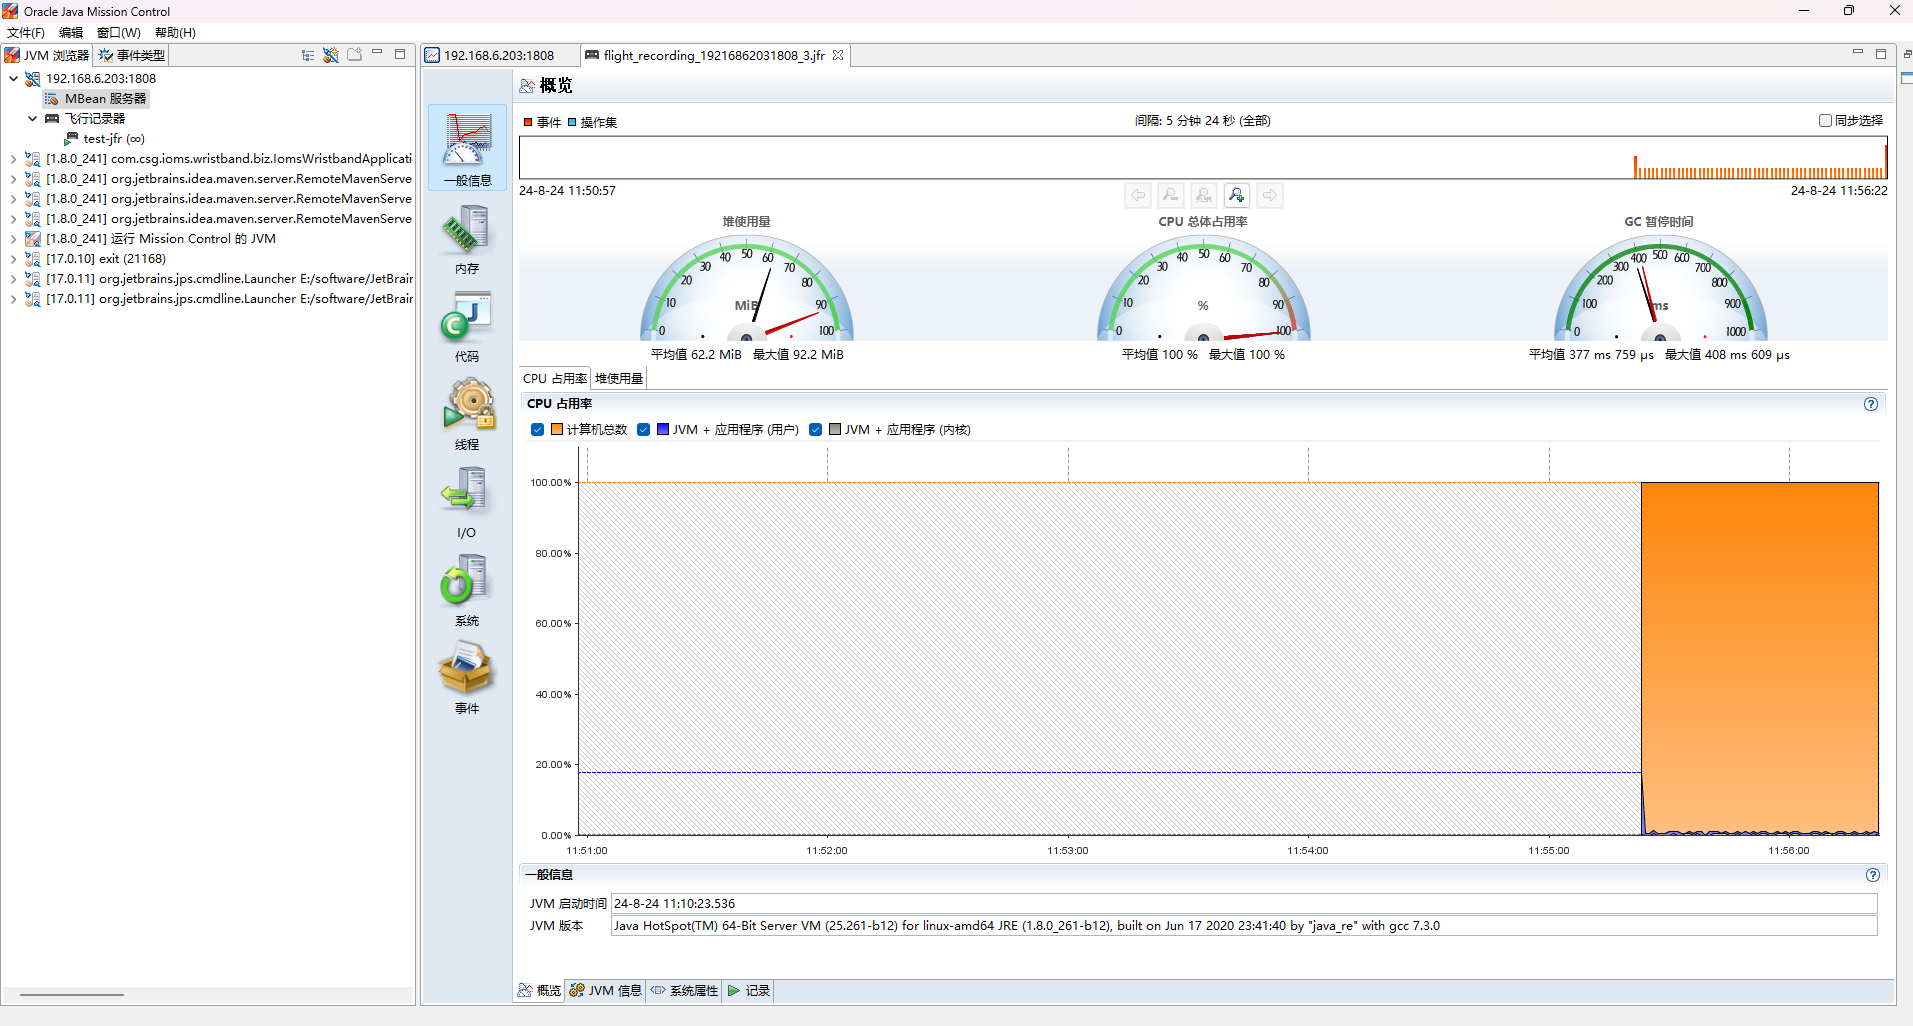 Oracle Java Mission Control
文件(F) 编辑 窗口(W) 帮助(H)
JVM 浏览器 事件类型
192.168.6.203:1808
MBean 服务器
飞行记录器
test-jfr (∞)
[1.8.0_241] com.csg.ioms.wristband.biz.IomsWristbandApplicati
[1.8.0_241] org.jetbrains.idea.maven.server.RemoteMavenServe
[1.8.0_241] org.jetbrains.idea.maven.server.RemoteMavenServe
[1.8.0_241] org.jetbrains.idea.maven.server.RemoteMavenServe
[1.8.0_241] 运行 Mission Control 的 JVM
[17.0.10] exit (21168)
[17.0.11] org.jetbrains.jps.cmdline.Launcher E:/software/JetBrair
[17.0.11] org.jetbrains.jps.cmdline.Launcher E:/software/JetBrair
192.168.6.203:1808 flight_recording_19216862031808_3.jfr
一般信息
内存
代码
线程
I/O
系统
事件
概览
事件 操作集 间隔: 5 分钟 24 秒 (全部) 同步选择
24-8-24 11:50:57 24-8-24 11:56:22
堆使用量
0 10 20 30 40 50 60 70 80 90 100
MiB
平均值 62.2 MiB 最大值 92.2 MiB
CPU 总体占用率
0 10 20 30 40 50 60 70 80 90 100
%
平均值 100 % 最大值 100 %
GC 暂停时间
0 100 200 300 400 500 600 700 800 900 1000
ms
平均值 377 ms 759 µs 最大值 408 ms 609 µs
CPU 占用率 堆使用量
CPU 占用率
计算机总数 JVM + 应用程序 (用户) JVM + 应用程序 (内核)
100.00%
80.00%
60.00%
40.00%
20.00%
0.00%
11:51:00 11:52:00 11:53:00 11:54:00 11:55:00 11:56:00
一般信息
JVM 启动时间 24-8-24 11:10:23.536
JVM 版本 Java HotSpot(TM) 64-Bit Server VM (25.261-b12) for linux-amd64 JRE (1.8.0_261-b12), built on Jun 17 2020 23:41:40 by "java_re" with gcc 7.3.0
概览 JVM 信息 系统属性 记录